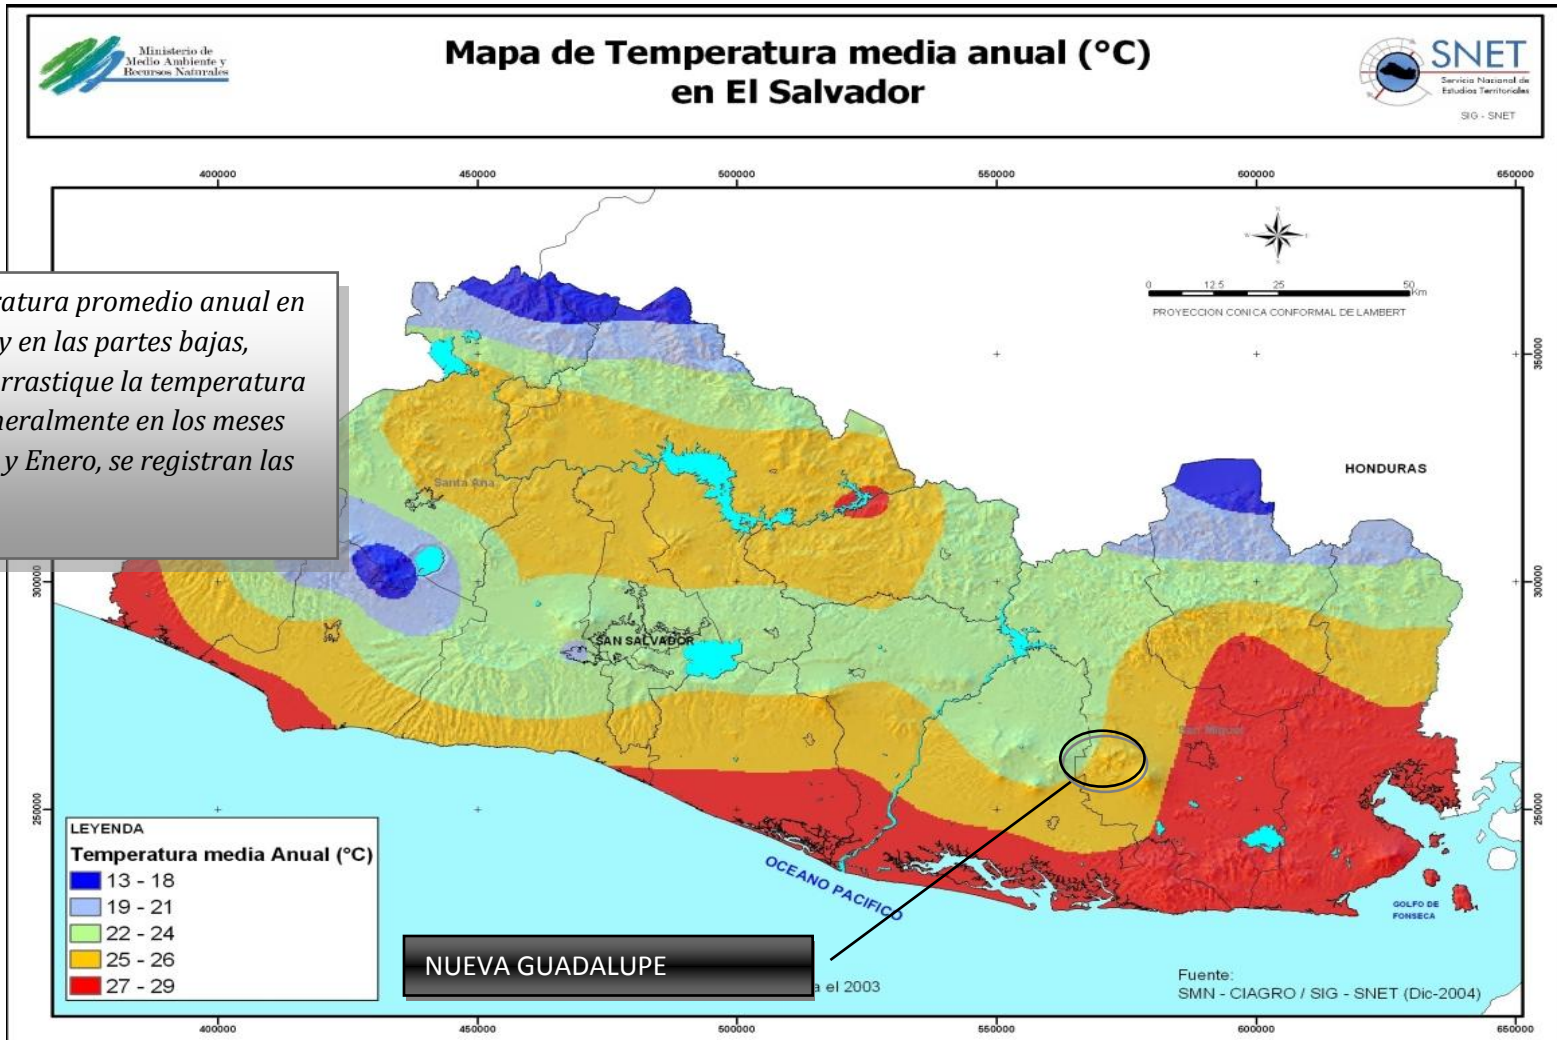 Ministerio de
Medio Ambiente y
Recursos Naturales
Mapa de Temperatura media anual (°C)
en El Salvador
SNET
Servicio Nacional de
Estudios Territoriales
SIG - SNET
400000 450000 500000 550000 600000 650000
N
W E
S
0 12.5 25 50 Km
PROYECCION CONICA CONFORMAL DE LAMBERT
ratura promedio anual en
y en las partes bajas,
arrastique la temperatura
neralmente en los meses
y Enero, se registran las
350000
350000
HONDURAS
Santa Ana
300000
300000
SAN SALVADOR
San Miguel
250000
250000
LEYENDA
Temperatura media Anual (°C)
13 - 18
19 - 21
22 - 24
25 - 26
27 - 29
OCEANO PACIFICO
GOLFO DE
FONSECA
NUEVA GUADALUPE
a el 2003
Fuente:
SMN - CIAGRO / SIG - SNET (Dic-2004)
400000 450000 500000 550000 600000 650000